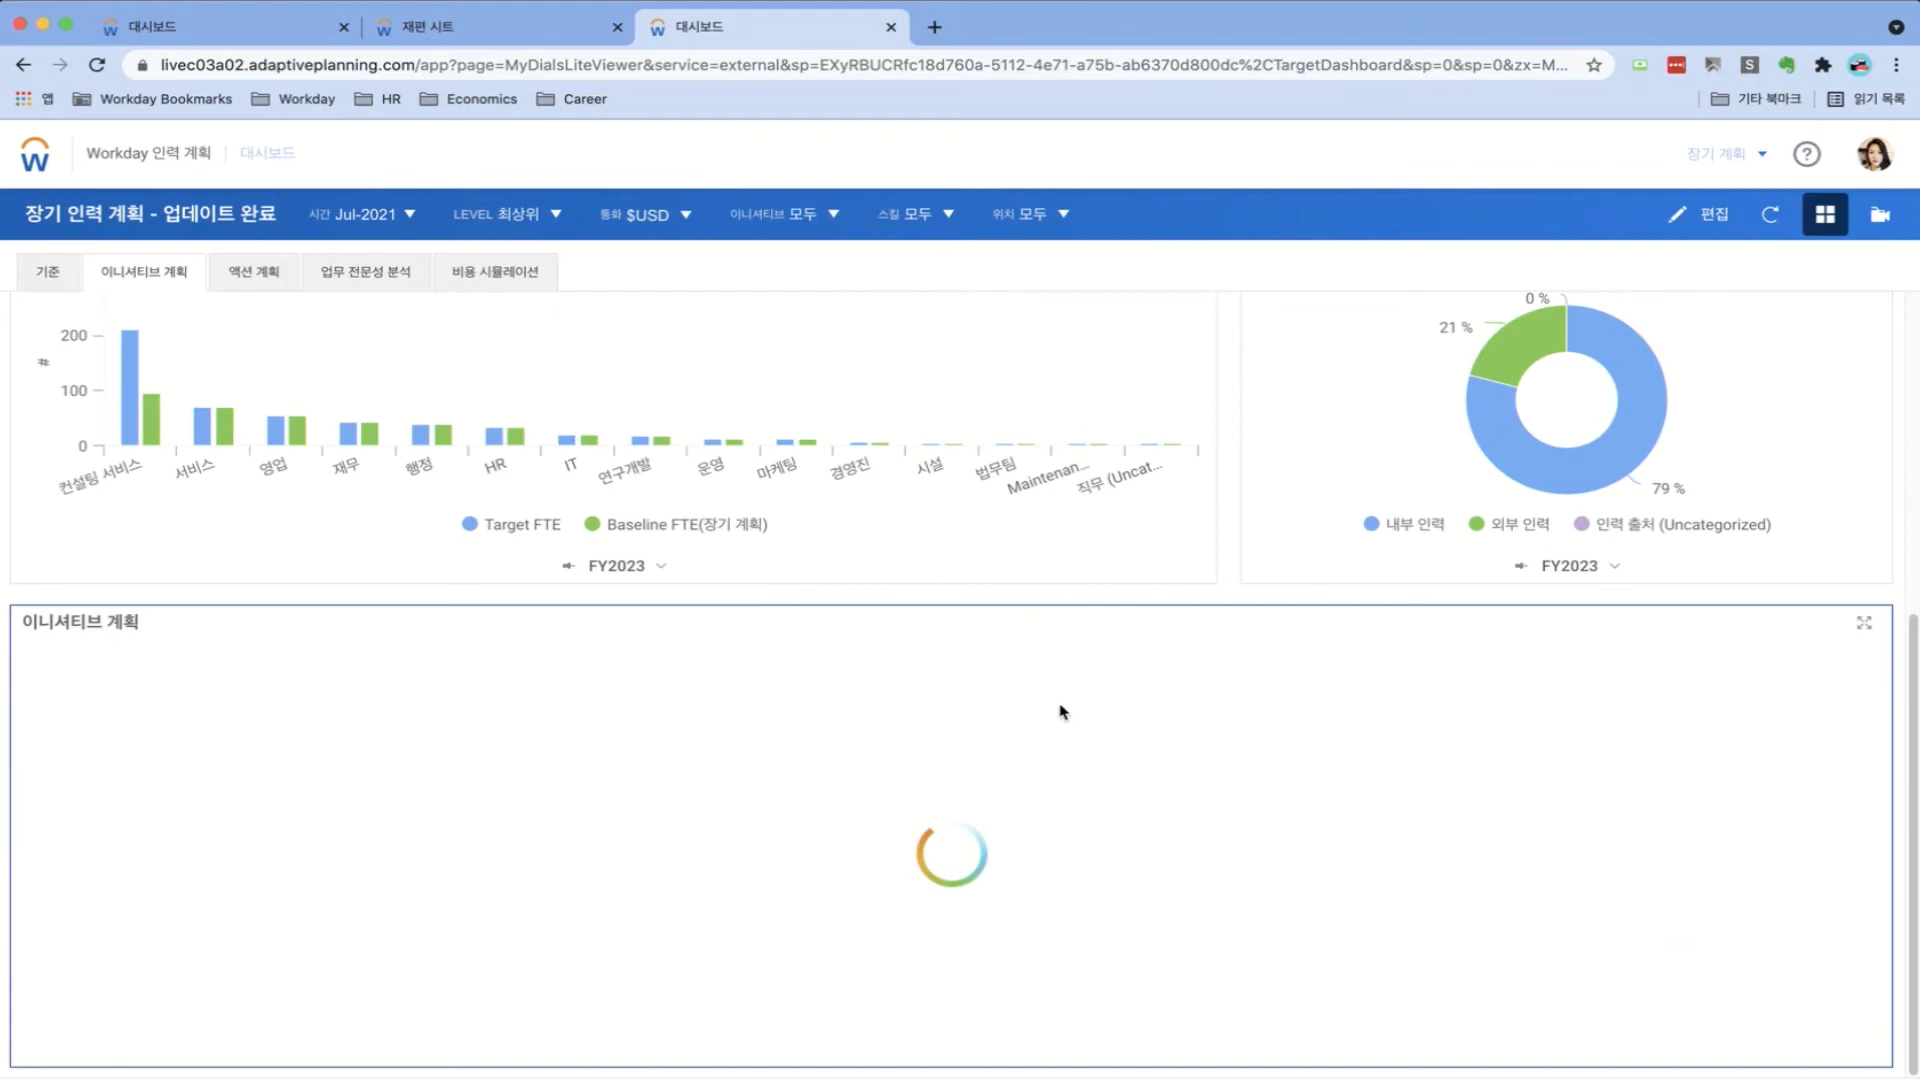 대시보드
재편 시트
대시보드
livec03a02.adaptiveplanning.com/app?page=MyDialsLiteViewer&service=external&sp=EXyRBUCRfc18d760a-5112-4e71-a75b-ab6370d800dc%2CTargetDashboard&sp=0&sp=0&zx=M...
앱 Workday Bookmarks Workday HR Economics Career 기타 북마크 읽기 목록
Workday 인력 계획 대시보드 장기 계획
장기 인력 계획 - 업데이트 완료 시간 Jul-2021 LEVEL 최상위 통화 $USD 이니셔티브 모두 스킬 모두 위치 모두 편집
기준 이니셔티브 계획 액션 계획 업무 전문성 분석 비용 시뮬레이션
200
#
100
0
컨설팅 서비스 서비스 영업 재무 행정 HR IT 연구개발 운영 마케팅 경영진 시설 법무팀 Maintenan... 직무 (Uncat...
Target FTE Baseline FTE(장기 계획)
FY2023
0 %
21 %
79 %
내부 인력 외부 인력 인력 출처 (Uncategorized)
FY2023
이니셔티브 계획